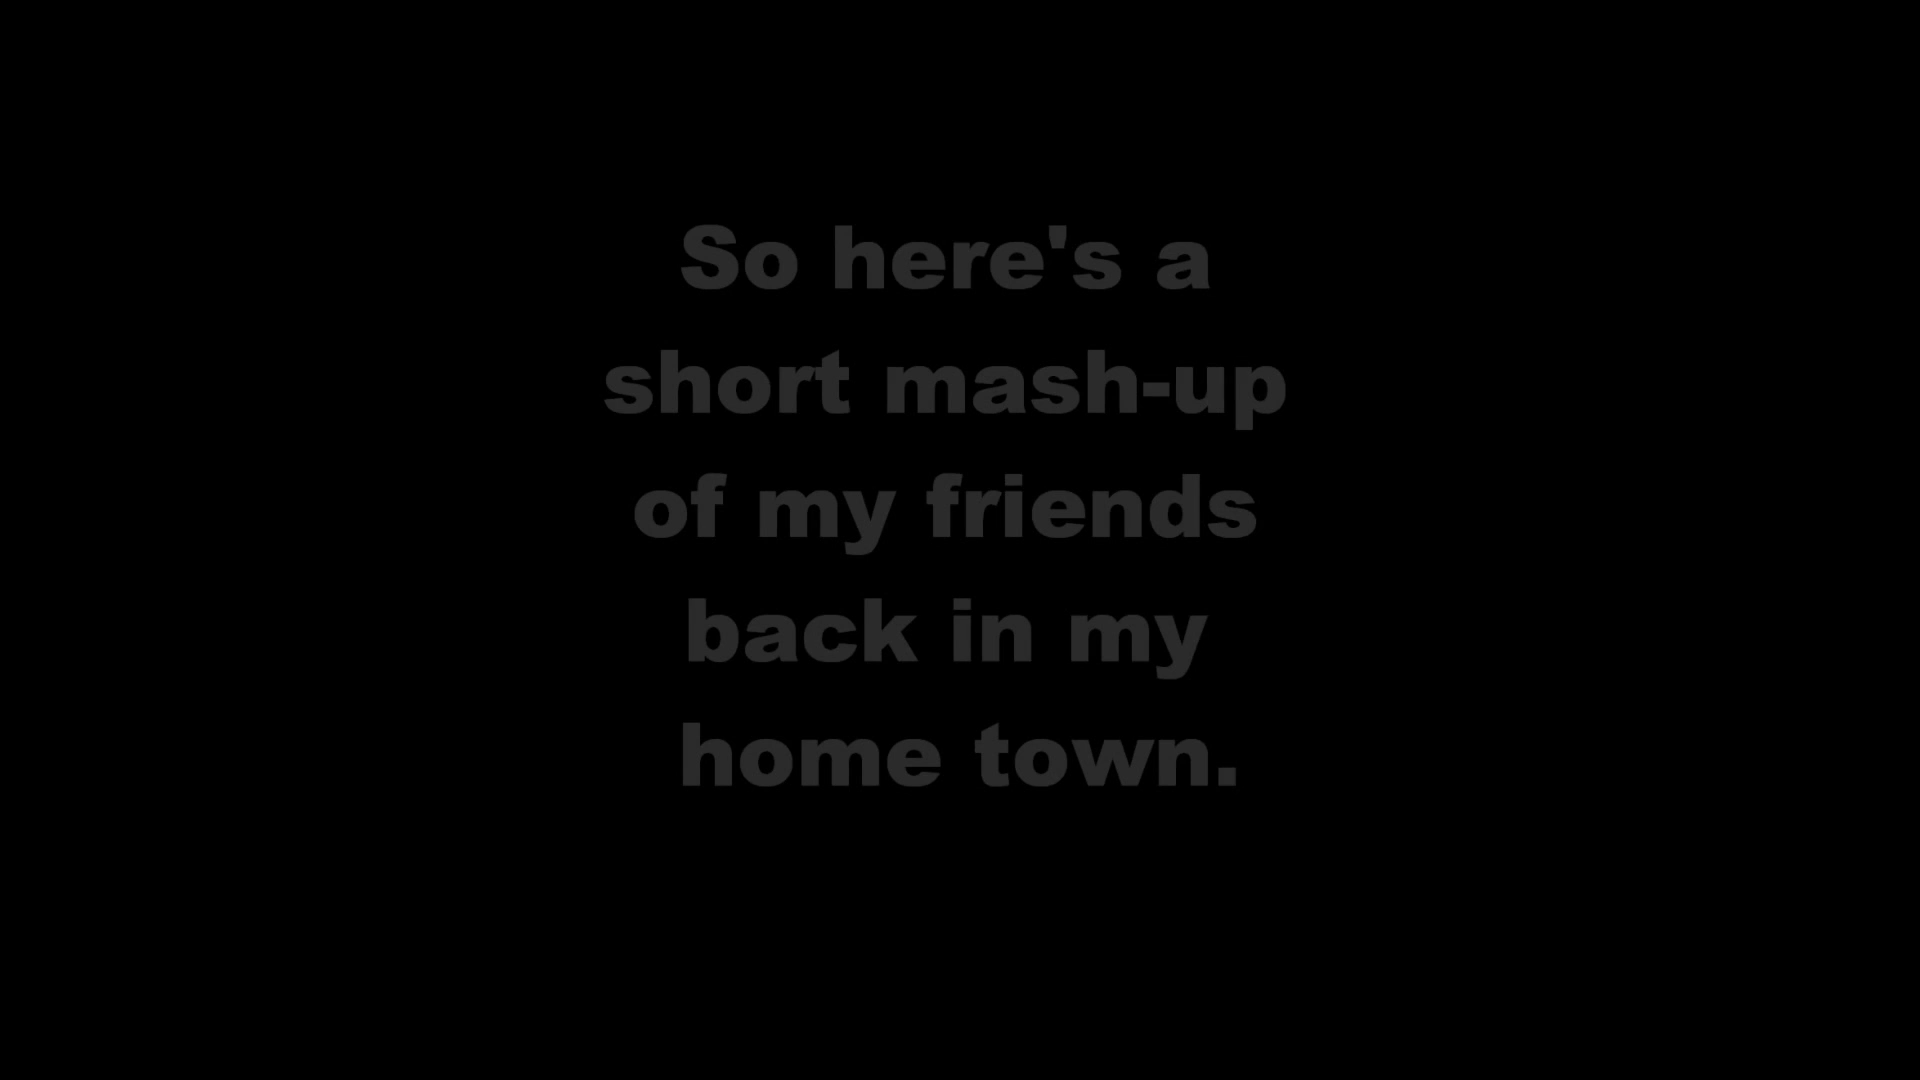 So here's a
short mash-up
of my friends
back in my
home town.